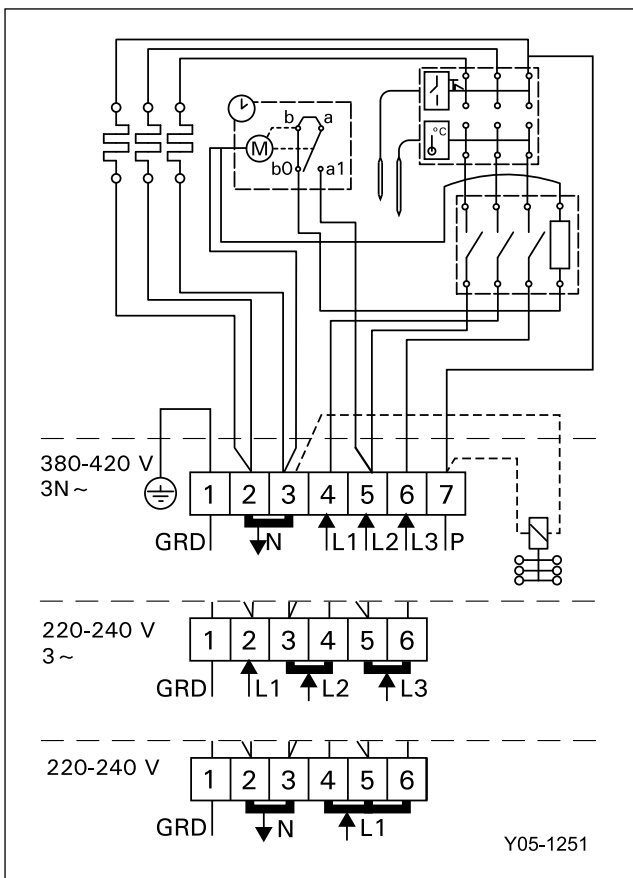 b a
M
b0 a1
°C
380-420 V
3N ~
1 2 3 4 5 6 7
GRD N L1 L2 L3 P
220-240 V
3 ~
1 2 3 4 5 6
GRD L1 L2 L3
220-240 V
1 2 3 4 5 6
GRD N L1
Y05-1251